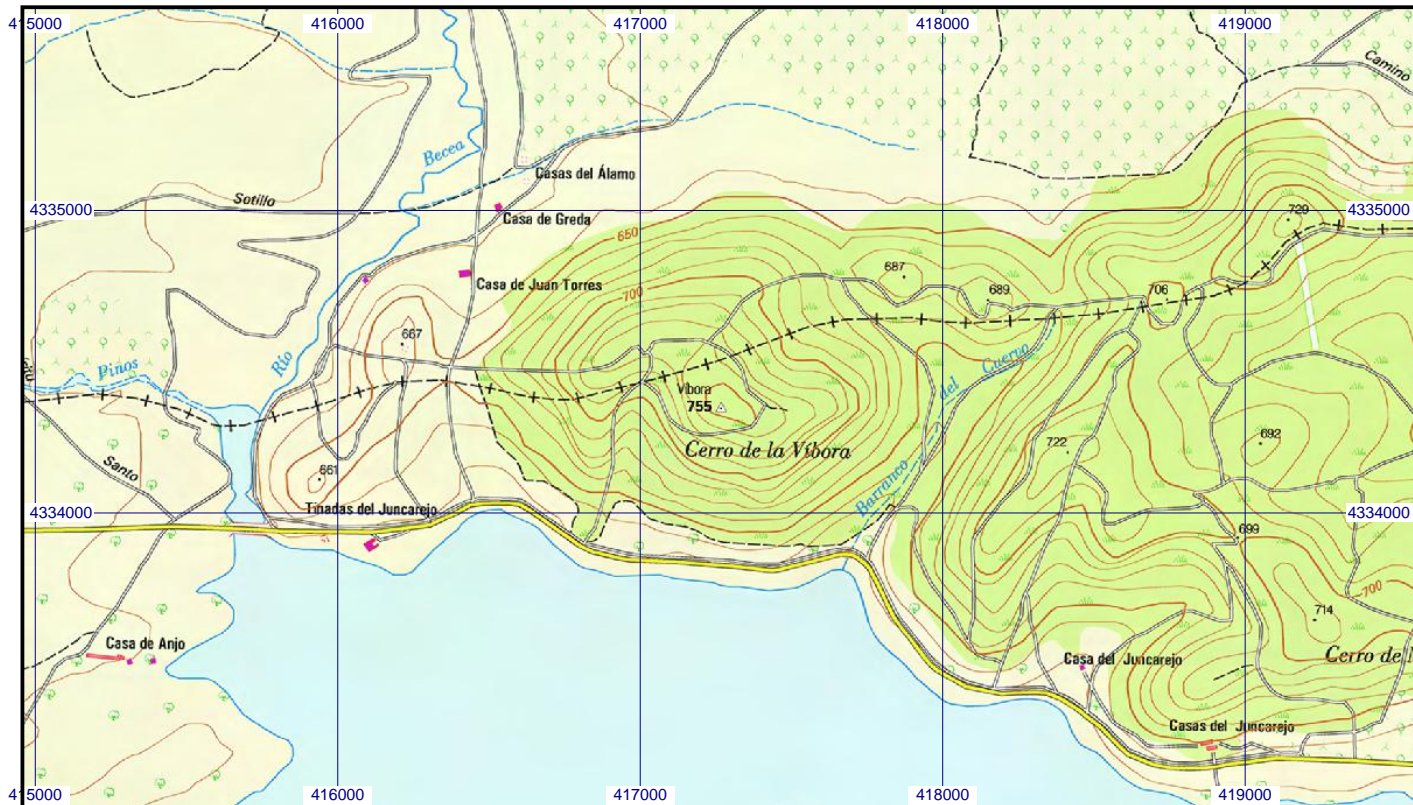 415000 416000 417000 418000 419000
Camino
Becea
Casas del Álamo
Sotillo
4335000 4335000
Casa de Greda
729
650
687
Casa de Juan Torres
689 706
700
667
Río
Pinos
Cuervo
del
Víbora
755
692
722
Cerro de la Víbora
Santo
661
Barranco
4334000 Tinadas del Juncarejo 4334000
699
700
714
Casa de Anjo
Casa del Juncarejo
Cerro de
Casas del Juncarejo
415000 416000 417000 418000 419000